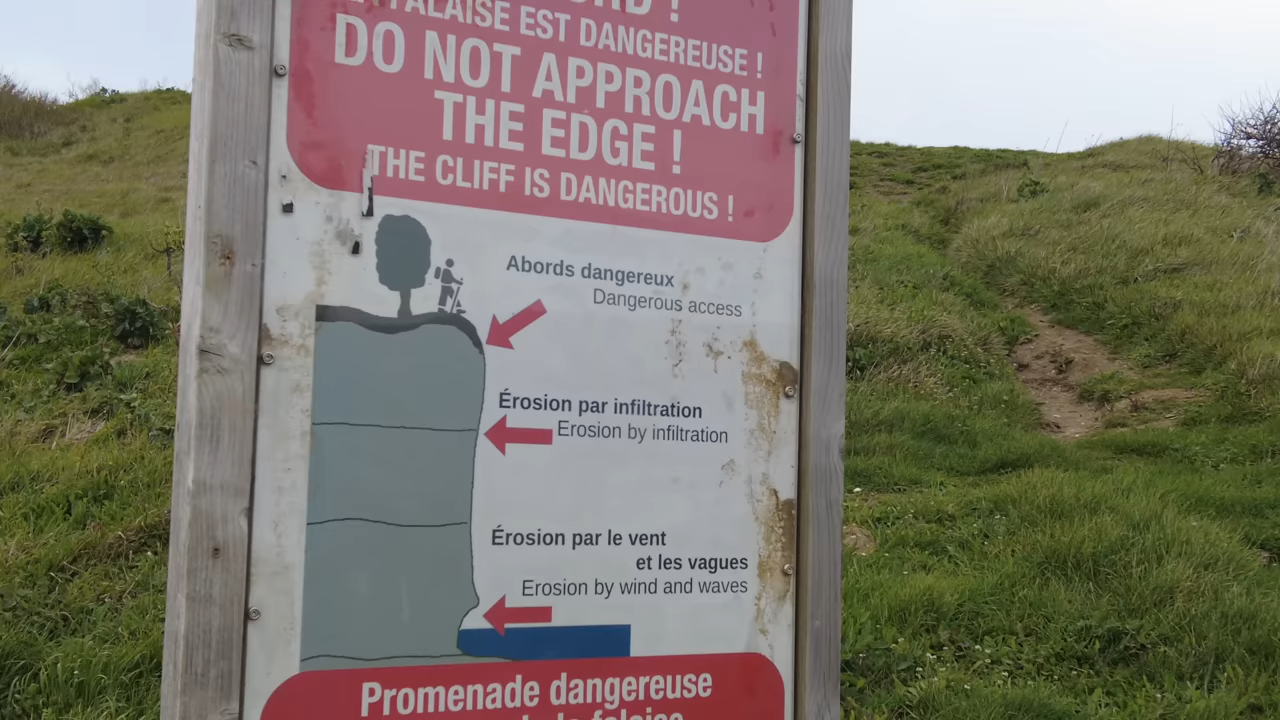 FALAISE EST DANGEREUSE !
DO NOT APPROACH
THE EDGE !
THE CLIFF IS DANGEROUS !
Abords dangereux
Dangerous access
Érosion par infiltration
Erosion by infiltration
Érosion par le vent
et les vagues
Erosion by wind and waves
Promenade dangereuse
falaise